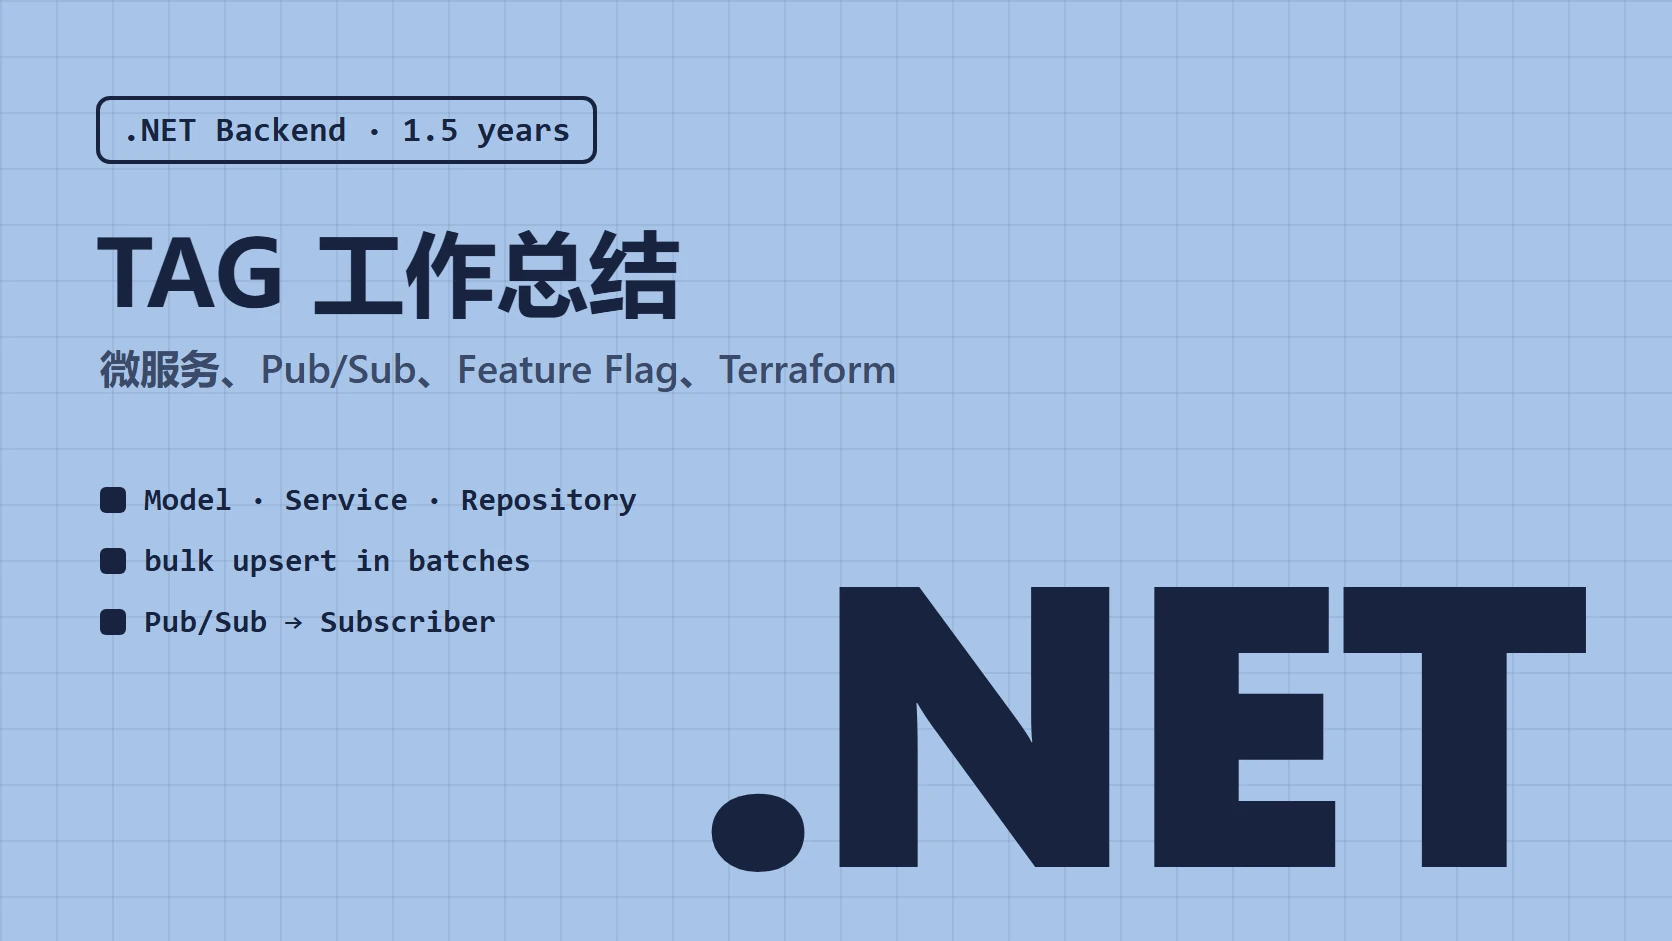 .NET Backend · 1.5 years
TAG 工作总结
微服务、Pub/Sub、Feature Flag、Terraform
Model · Service · Repository
bulk upsert in batches
Pub/Sub → Subscriber
.NET